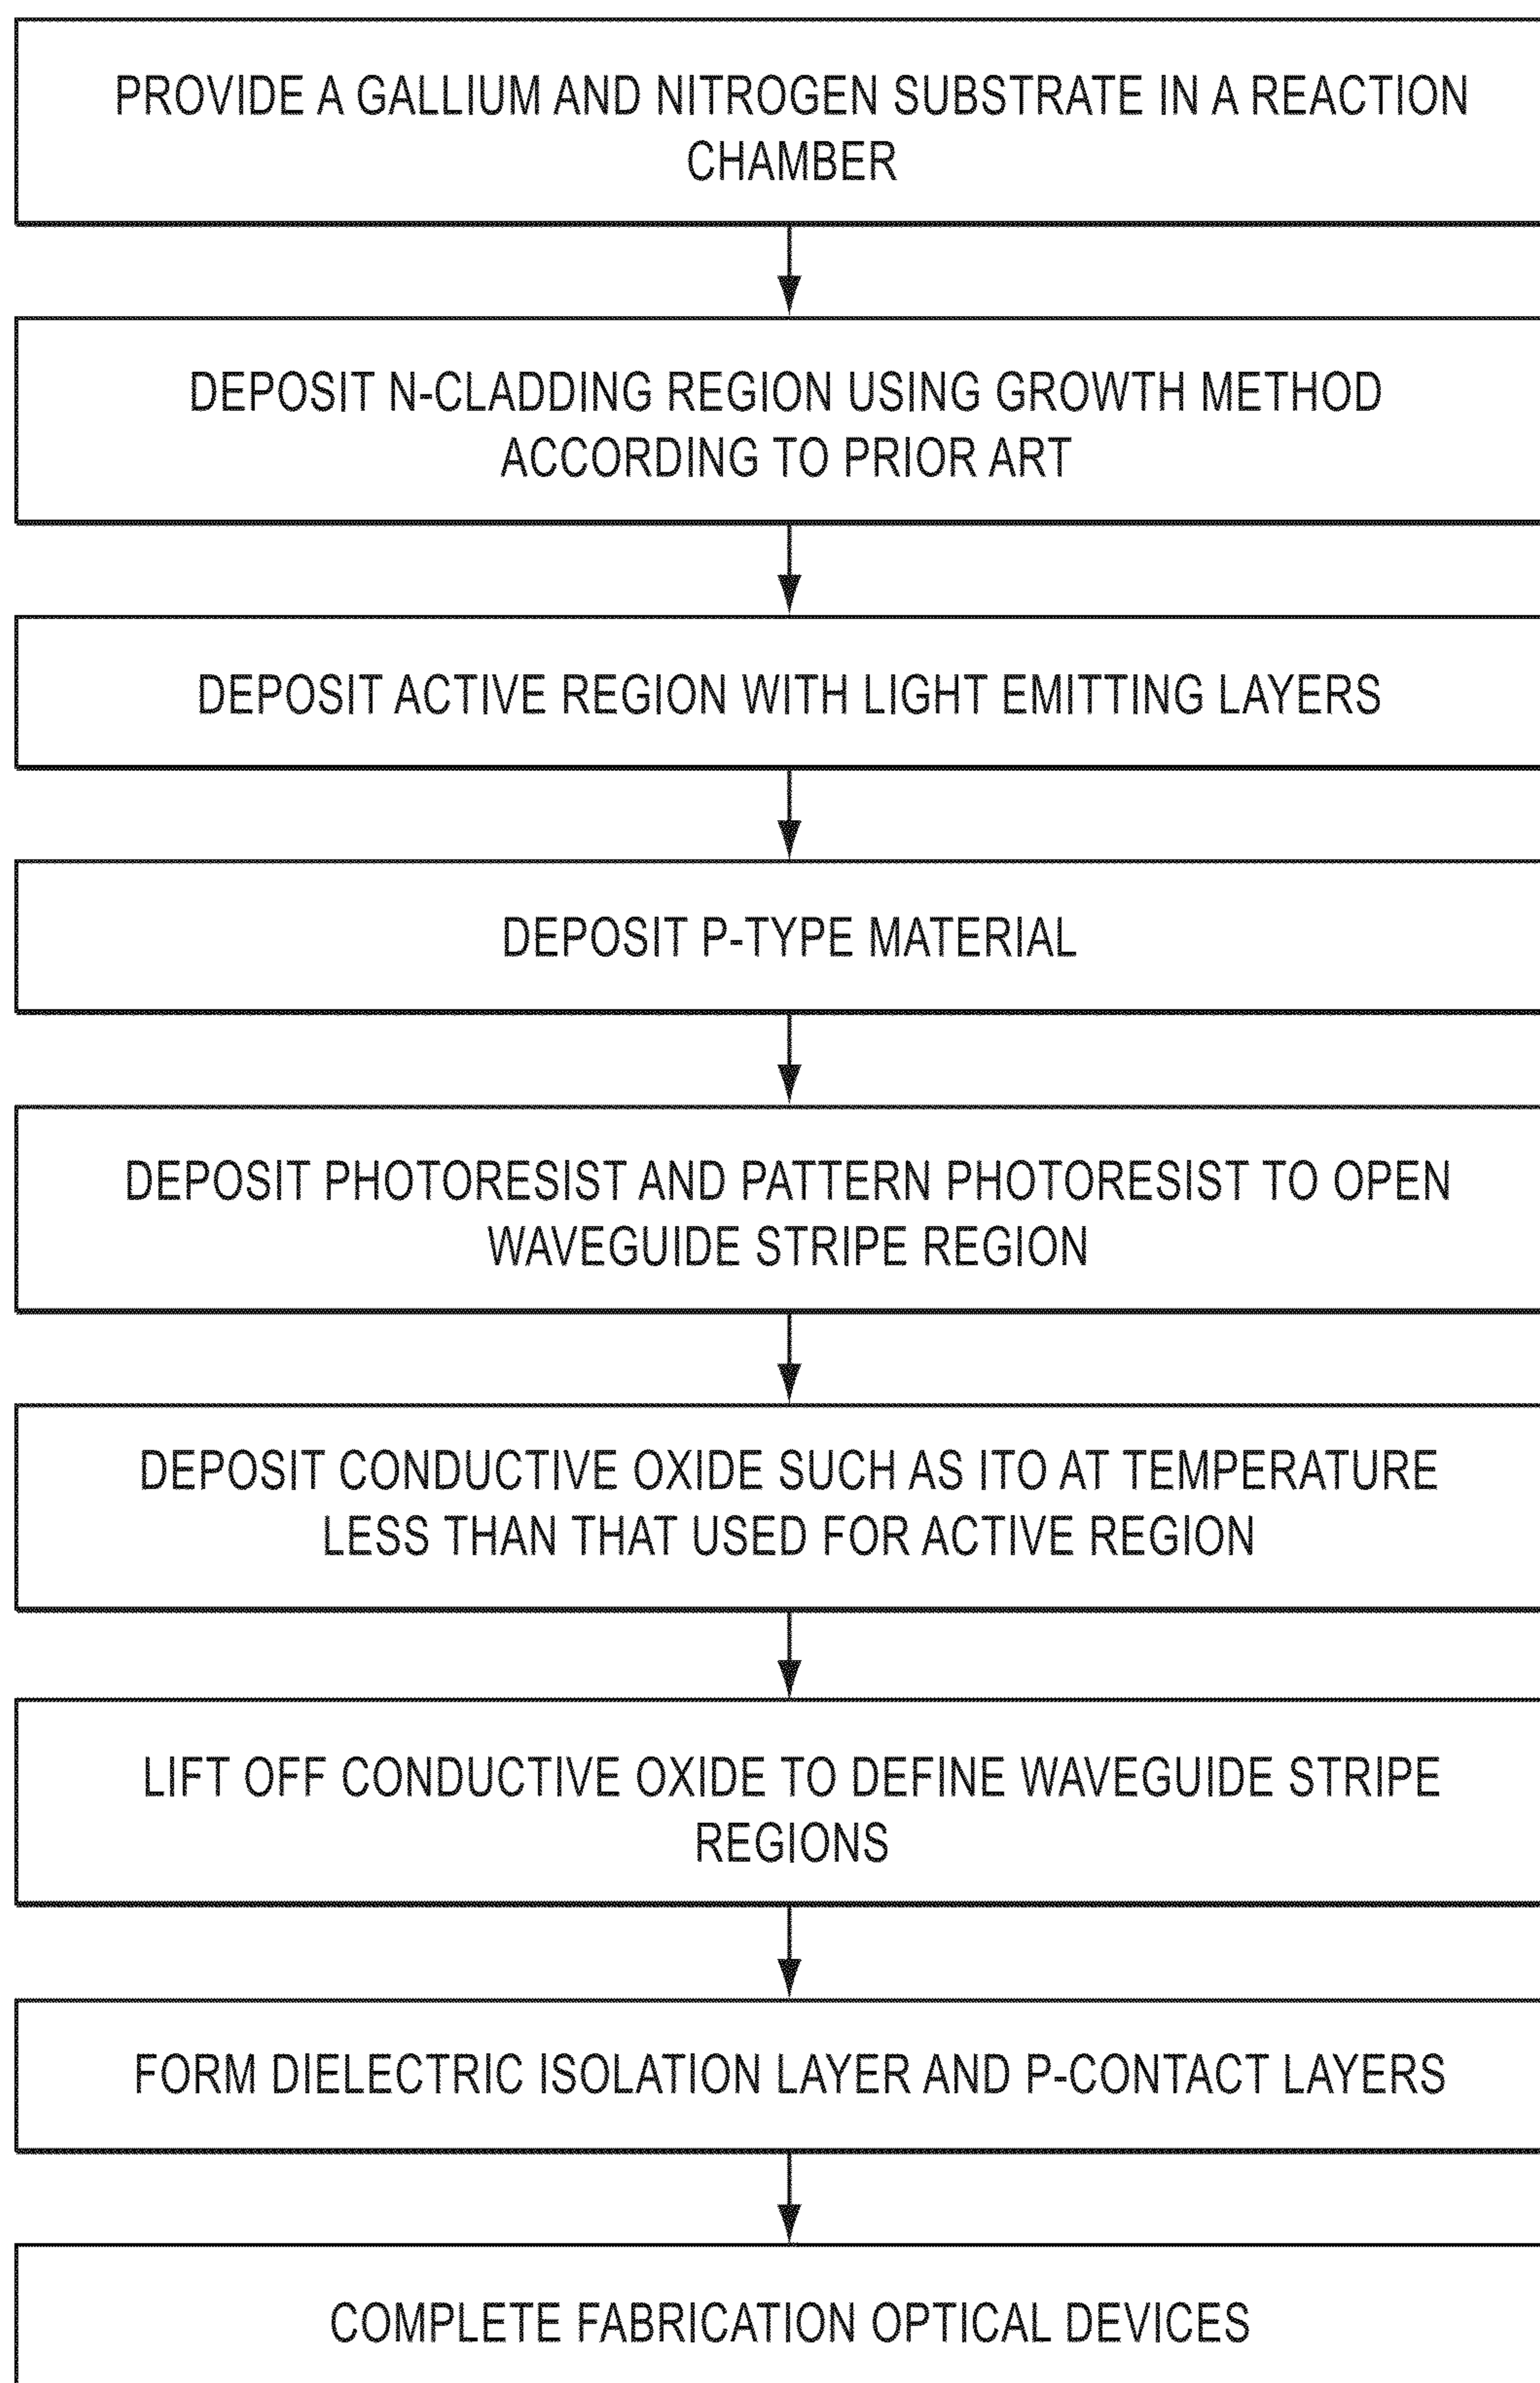 PROVIDE A GALLIUM AND NITROGEN SUBSTRATE IN A REACTION
CHAMBER
DEPOSIT N-CLADDING REGION USING GROWTH METHOD
ACCORDING TO PRIOR ART
DEPOSIT ACTIVE REGION WITH LIGHT EMITTING LAYERS
DEPOSIT P-TYPE MATERIAL
DEPOSIT PHOTORESIST AND PATTERN PHOTORESIST TO OPEN
WAVEGUIDE STRIPE REGION
DEPOSIT CONDUCTIVE OXIDE SUCH AS ITO AT TEMPERATURE
LESS THAN THAT USED FOR ACTIVE REGION
LIFT OFF CONDUCTIVE OXIDE TO DEFINE WAVEGUIDE STRIPE
REGIONS
FORM DIELECTRIC ISOLATION LAYER AND P-CONTACT LAYERS
COMPLETE FABRICATION OPTICAL DEVICES